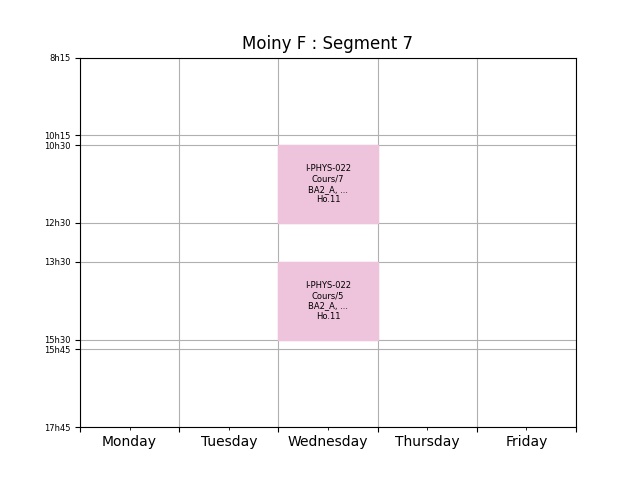 Moiny F : Segment 7
8h15
10h15
10h30
I-PHYS-022
Cours/7
BA2_A, ...
Ho.11
12h30
13h30
I-PHYS-022
Cours/5
BA2_A, ...
Ho.11
15h30
15h45
17h45
Monday Tuesday Wednesday Thursday Friday